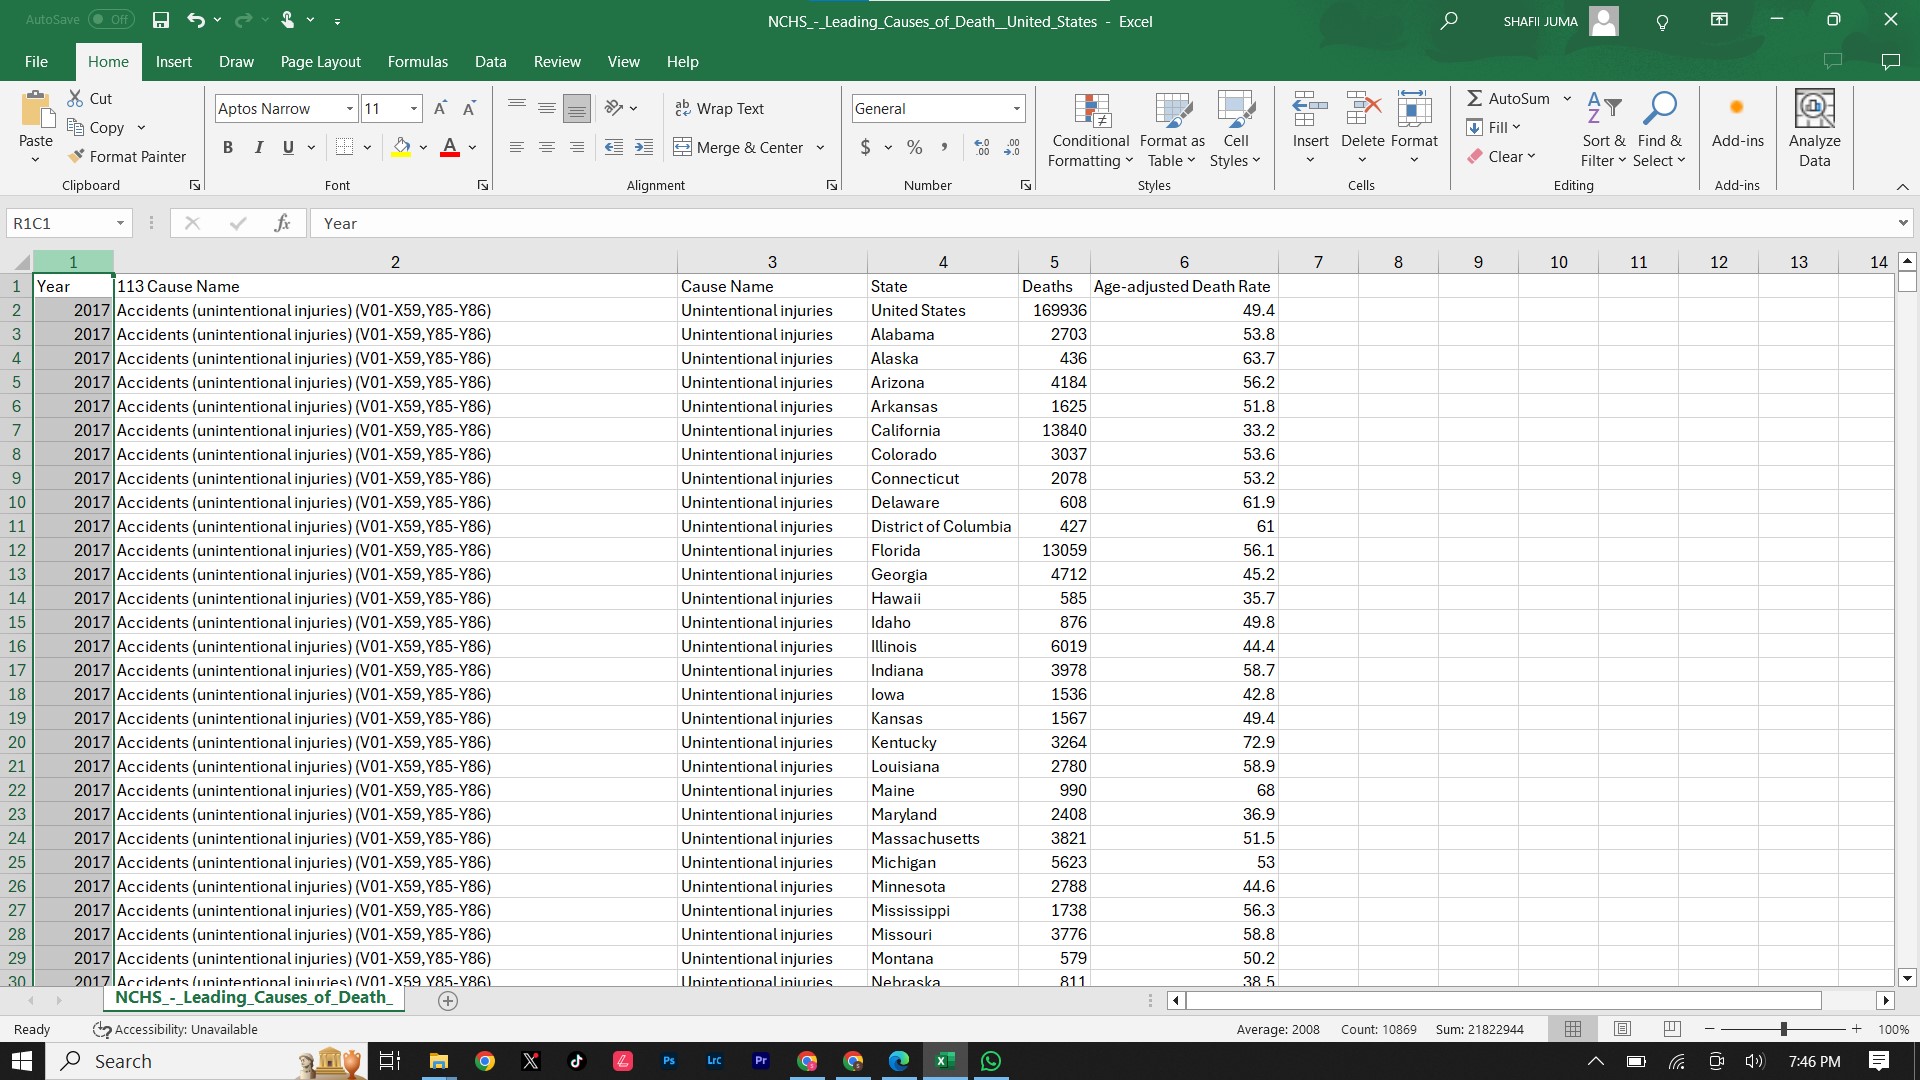 AutoSave Off NCHS_-_Leading_Causes_of_Death__United_States - Excel SHAFII JUMA
File Home Insert Draw Page Layout Formulas Data Review View Help
Paste Cut Copy Format Painter Clipboard
Aptos Narrow 11 B I U Font
Wrap Text Merge & Center Alignment
General $ % , Number
Conditional Formatting Format as Table Cell Styles Styles
Insert Delete Format Cells
AutoSum Fill Clear Sort & Filter Find & Select Editing
Add-ins Add-ins
Analyze Data
R1C1 fx Year
1 2 3 4 5 6 7 8 9 10 11 12 13 14
1 Year 113 Cause Name Cause Name State Deaths Age-adjusted Death Rate
2 2017 Accidents (unintentional injuries) (V01-X59,Y85-Y86) Unintentional injuries United States 169936 49.4
3 2017 Accidents (unintentional injuries) (V01-X59,Y85-Y86) Unintentional injuries Alabama 2703 53.8
4 2017 Accidents (unintentional injuries) (V01-X59,Y85-Y86) Unintentional injuries Alaska 436 63.7
5 2017 Accidents (unintentional injuries) (V01-X59,Y85-Y86) Unintentional injuries Arizona 4184 56.2
6 2017 Accidents (unintentional injuries) (V01-X59,Y85-Y86) Unintentional injuries Arkansas 1625 51.8
7 2017 Accidents (unintentional injuries) (V01-X59,Y85-Y86) Unintentional injuries California 13840 33.2
8 2017 Accidents (unintentional injuries) (V01-X59,Y85-Y86) Unintentional injuries Colorado 3037 53.6
9 2017 Accidents (unintentional injuries) (V01-X59,Y85-Y86) Unintentional injuries Connecticut 2078 53.2
10 2017 Accidents (unintentional injuries) (V01-X59,Y85-Y86) Unintentional injuries Delaware 608 61.9
11 2017 Accidents (unintentional injuries) (V01-X59,Y85-Y86) Unintentional injuries District of Columbia 427 61
12 2017 Accidents (unintentional injuries) (V01-X59,Y85-Y86) Unintentional injuries Florida 13059 56.1
13 2017 Accidents (unintentional injuries) (V01-X59,Y85-Y86) Unintentional injuries Georgia 4712 45.2
14 2017 Accidents (unintentional injuries) (V01-X59,Y85-Y86) Unintentional injuries Hawaii 585 35.7
15 2017 Accidents (unintentional injuries) (V01-X59,Y85-Y86) Unintentional injuries Idaho 876 49.8
16 2017 Accidents (unintentional injuries) (V01-X59,Y85-Y86) Unintentional injuries Illinois 6019 44.4
17 2017 Accidents (unintentional injuries) (V01-X59,Y85-Y86) Unintentional injuries Indiana 3978 58.7
18 2017 Accidents (unintentional injuries) (V01-X59,Y85-Y86) Unintentional injuries Iowa 1536 42.8
19 2017 Accidents (unintentional injuries) (V01-X59,Y85-Y86) Unintentional injuries Kansas 1567 49.4
20 2017 Accidents (unintentional injuries) (V01-X59,Y85-Y86) Unintentional injuries Kentucky 3264 72.9
21 2017 Accidents (unintentional injuries) (V01-X59,Y85-Y86) Unintentional injuries Louisiana 2780 58.9
22 2017 Accidents (unintentional injuries) (V01-X59,Y85-Y86) Unintentional injuries Maine 990 68
23 2017 Accidents (unintentional injuries) (V01-X59,Y85-Y86) Unintentional injuries Maryland 2408 36.9
24 2017 Accidents (unintentional injuries) (V01-X59,Y85-Y86) Unintentional injuries Massachusetts 3821 51.5
25 2017 Accidents (unintentional injuries) (V01-X59,Y85-Y86) Unintentional injuries Michigan 5623 53
26 2017 Accidents (unintentional injuries) (V01-X59,Y85-Y86) Unintentional injuries Minnesota 2788 44.6
27 2017 Accidents (unintentional injuries) (V01-X59,Y85-Y86) Unintentional injuries Mississippi 1738 56.3
28 2017 Accidents (unintentional injuries) (V01-X59,Y85-Y86) Unintentional injuries Missouri 3776 58.8
29 2017 Accidents (unintentional injuries) (V01-X59,Y85-Y86) Unintentional injuries Montana 579 50.2
30 2017 Accidents (unintentional injuries) (V01-X59,Y85-Y86) Unintentional injuries Nebraska 811 38.5
NCHS_-_Leading_Causes_of_Death_
Ready Accessibility: Unavailable Average: 2008 Count: 10869 Sum: 21822944 100%
Search Ps LrC Pr 7:46 PM